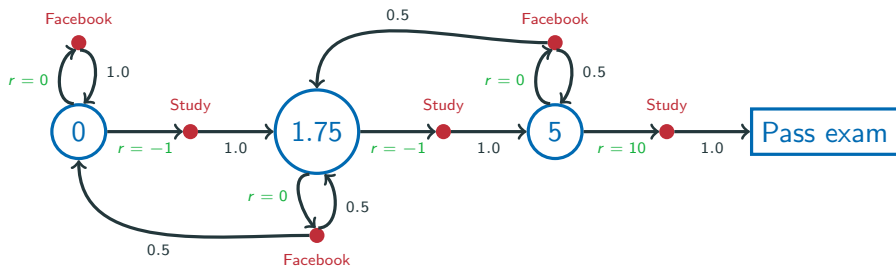 Facebook
0.5
Facebook
r = 0
1.0
r = 0
0.5
Study
Study
Study
0
1.75
5
Pass exam
r = −1
1.0
r = −1
1.0
r = 10
1.0
r = 0
0.5
0.5
Facebook